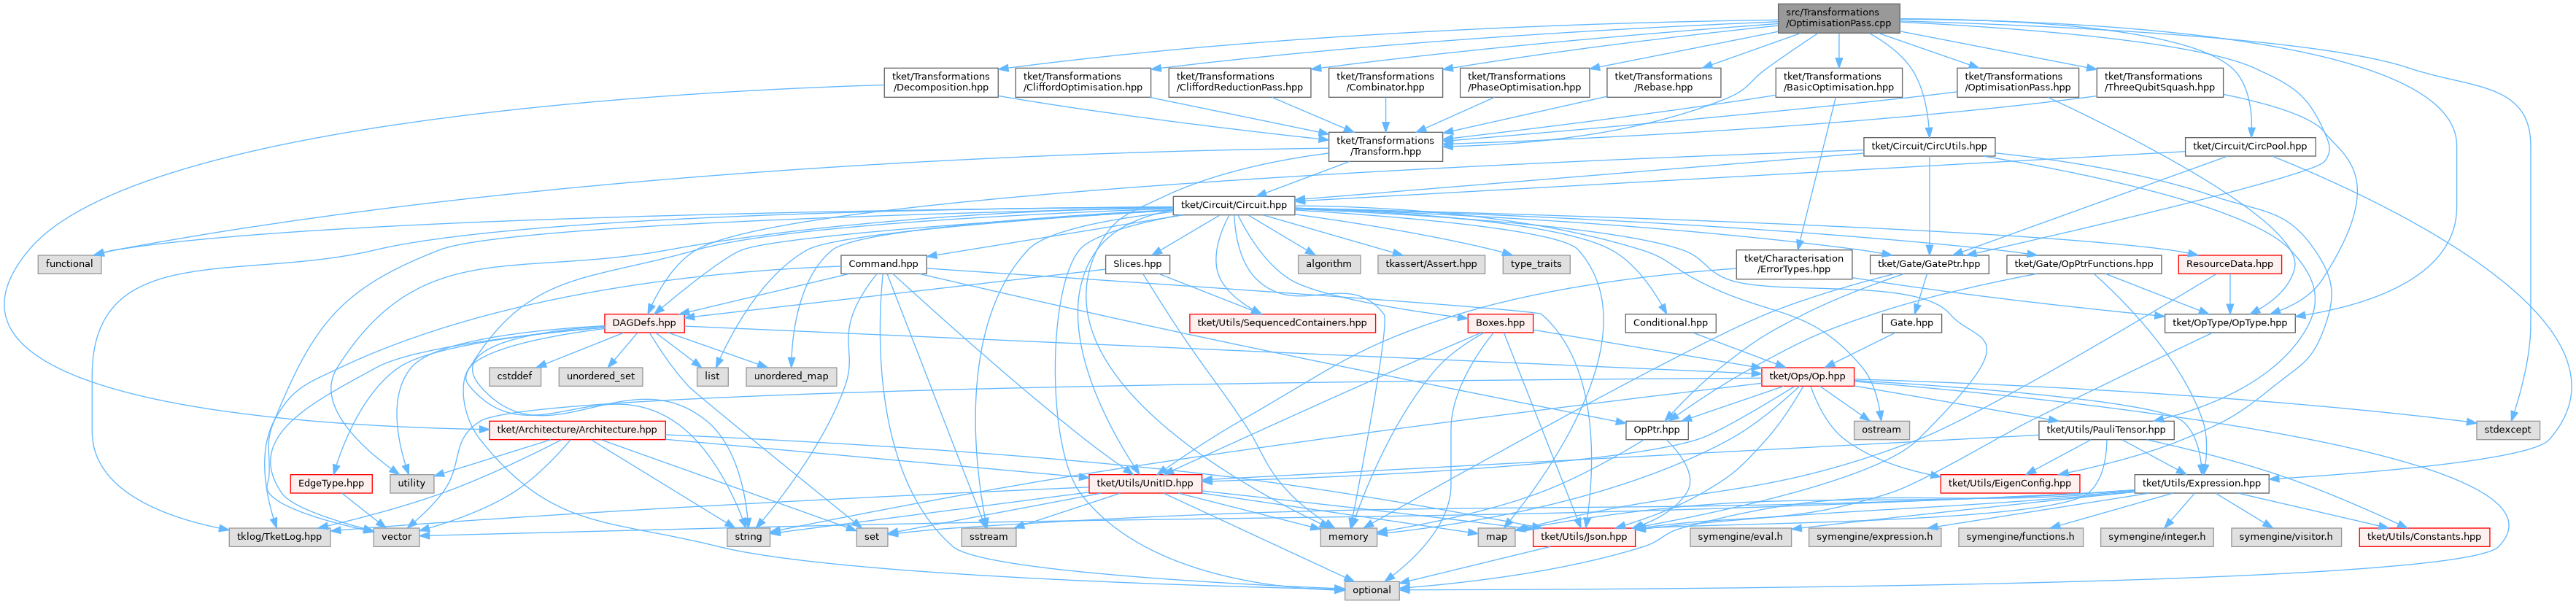 src/Transformations
/OptimisationPass.cpp
tket/Transformations
/Decomposition.hpp
tket/Transformations
/CliffordOptimisation.hpp
tket/Transformations
/CliffordReductionPass.hpp
tket/Transformations
/Combinator.hpp
tket/Transformations
/PhaseOptimisation.hpp
tket/Transformations
/Rebase.hpp
tket/Transformations
/BasicOptimisation.hpp
tket/Transformations
/OptimisationPass.hpp
tket/Transformations
/ThreeQubitSquash.hpp
tket/Transformations
/Transform.hpp
tket/Circuit/CircUtils.hpp
tket/Circuit/CircPool.hpp
tket/Circuit/Circuit.hpp
functional
Command.hpp
Slices.hpp
algorithm
tkassert/Assert.hpp
type_traits
tket/Characterisation
/ErrorTypes.hpp
tket/Gate/GatePtr.hpp
tket/Gate/OpPtrFunctions.hpp
ResourceData.hpp
DAGDefs.hpp
tket/Utils/SequencedContainers.hpp
Boxes.hpp
Conditional.hpp
Gate.hpp
tket/OpType/OpType.hpp
cstddef
unordered_set
list
unordered_map
tket/Ops/Op.hpp
tket/Architecture/Architecture.hpp
OpPtr.hpp
ostream
tket/Utils/PauliTensor.hpp
stdexcept
EdgeType.hpp
utility
tket/Utils/UnitID.hpp
tket/Utils/EigenConfig.hpp
tket/Utils/Expression.hpp
tklog/TketLog.hpp
vector
string
set
sstream
memory
map
tket/Utils/Json.hpp
symengine/eval.h
symengine/expression.h
symengine/functions.h
symengine/integer.h
symengine/visitor.h
tket/Utils/Constants.hpp
optional